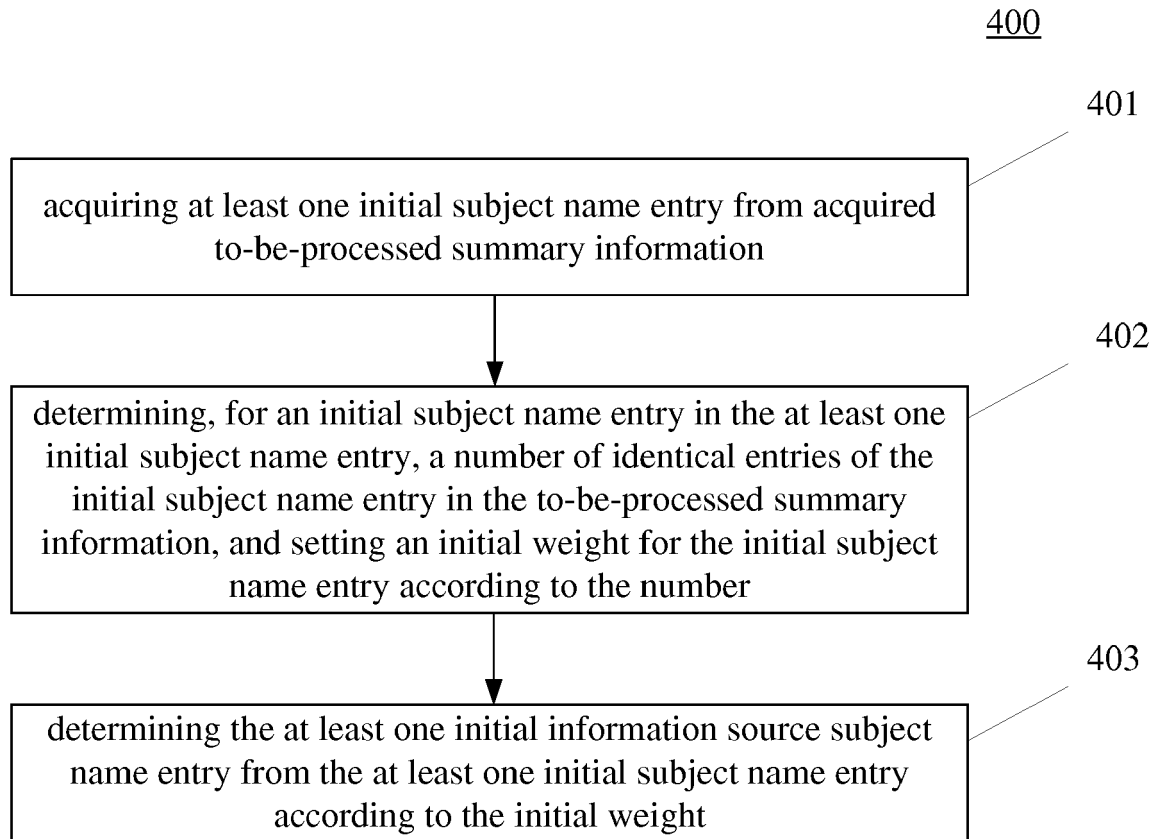 400
401
acquiring at least one initial subject name entry from acquired
to-be-processed summary information
402
determining, for an initial subject name entry in the at least one
initial subject name entry, a number of identical entries of the
initial subject name entry in the to-be-processed summary
information, and setting an initial weight for the initial subject
name entry according to the number
403
determining the at least one initial information source subject
name entry from the at least one initial subject name entry
according to the initial weight